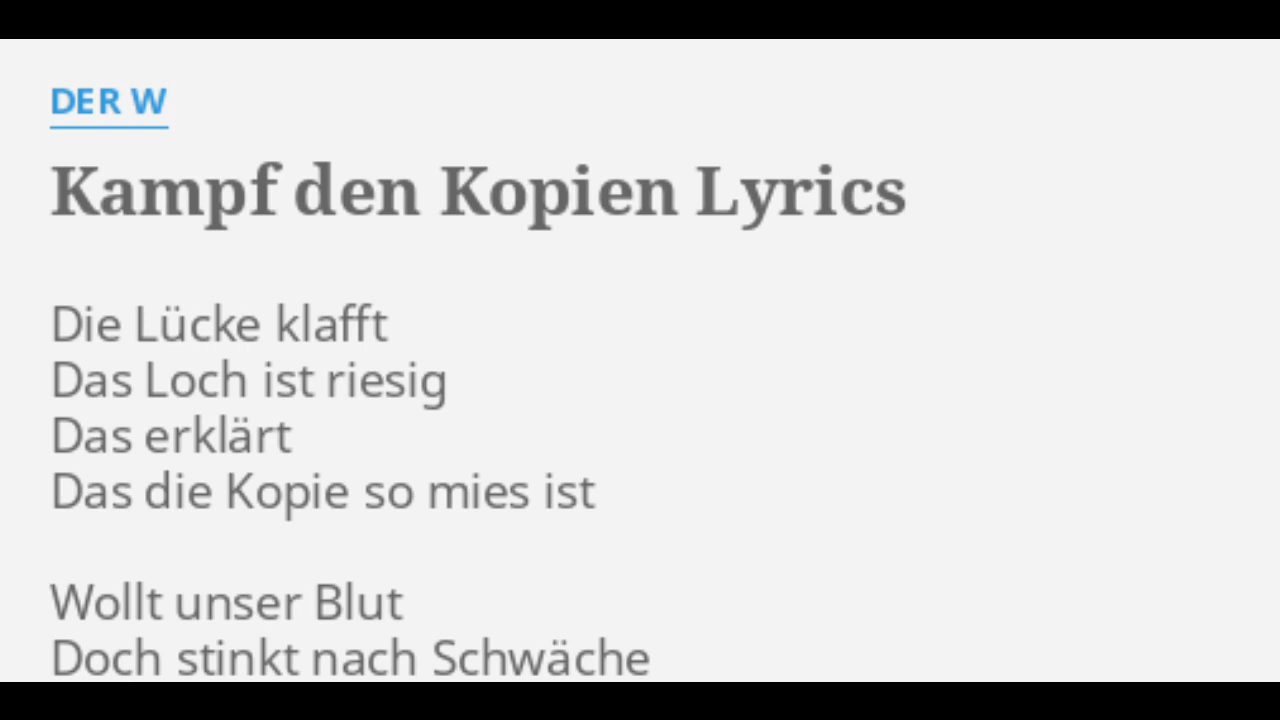 DER W
Kampf den Kopien Lyrics
Die Lücke klafft
Das Loch ist riesig
Das erklärt
Das die Kopie so mies ist
Wollt unser Blut
Doch stinkt nach Schwäche